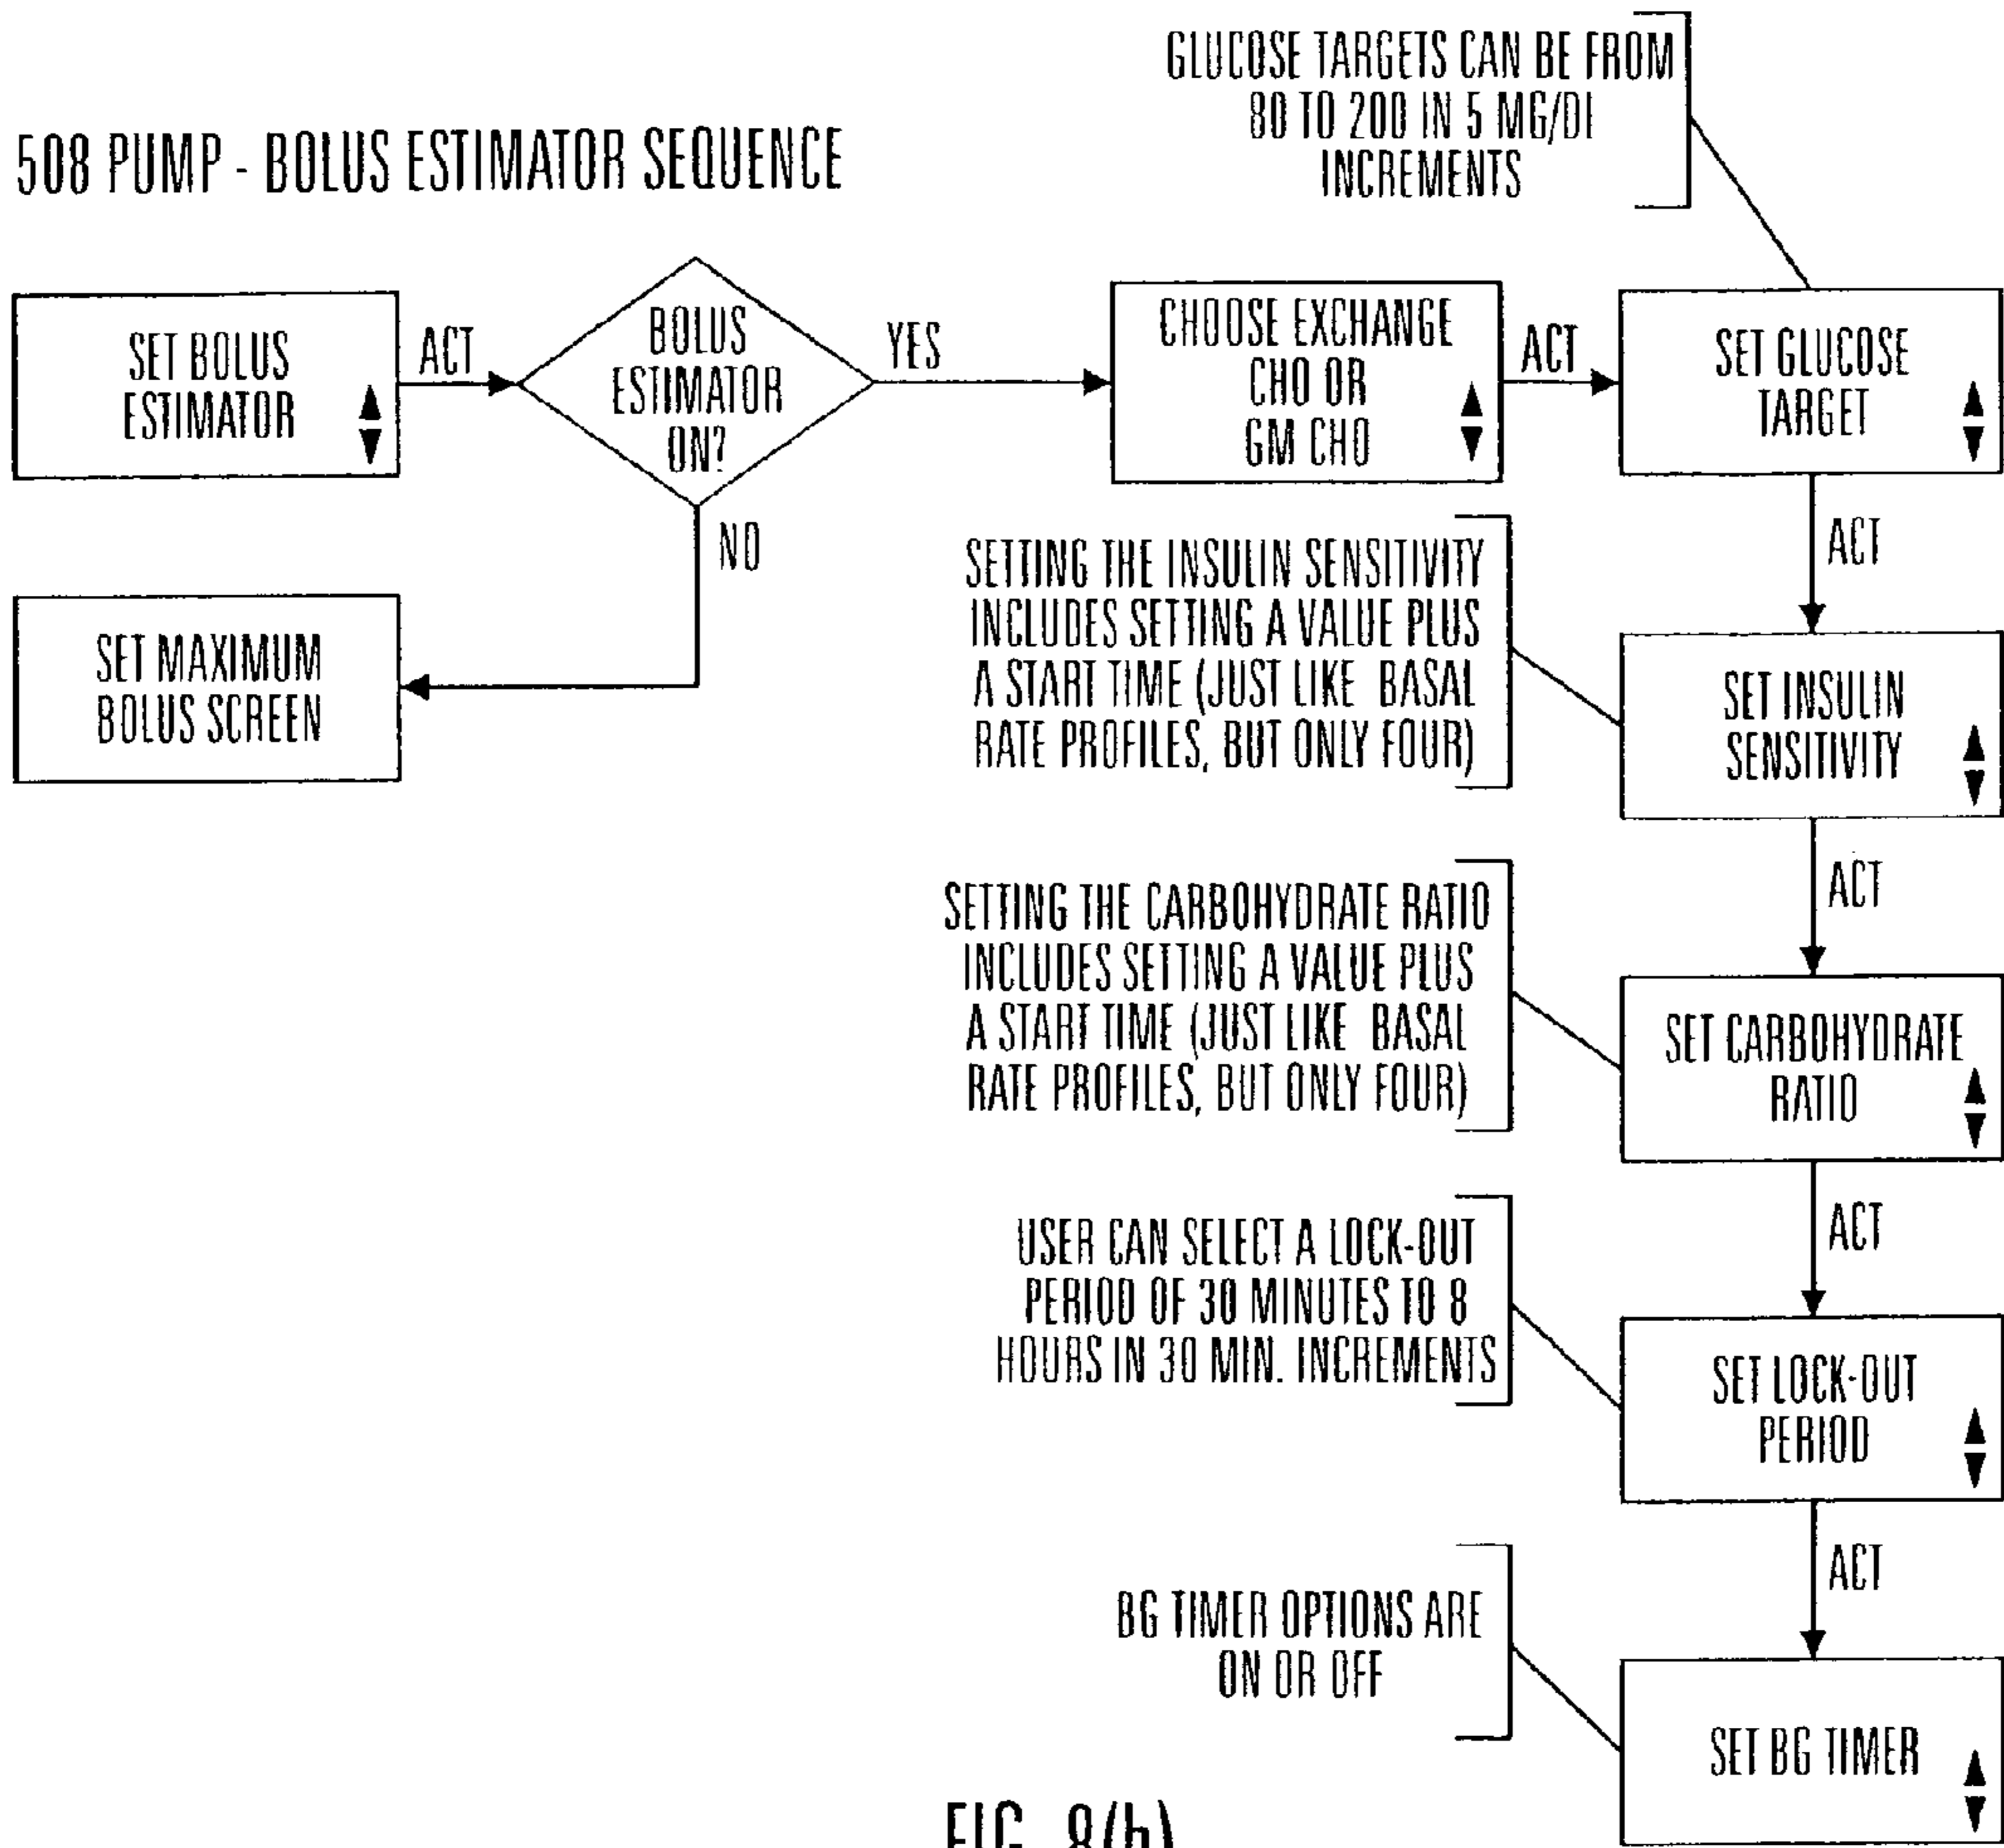 GLUCOSE TARGETS CAN BE FROM
80 TO 200 IN 5 MG/DI
INCREMENTS
508 PUMP - BOLUS ESTIMATOR SEQUENCE
SET BOLUS
ESTIMATOR
ACT
BOLUS
ESTIMATOR
ON?
YES
CHOOSE EXCHANGE
CHO OR
GM CHO
ACT
SET GLUCOSE
TARGET
NO
ACT
SET MAXIMUM
BOLUS SCREEN
SETTING THE INSULIN SENSITIVITY
INCLUDES SETTING A VALUE PLUS
A START TIME (JUST LIKE BASAL
RATE PROFILES, BUT ONLY FOUR)
SET INSULIN
SENSITIVITY
ACT
SETTING THE CARBOHYDRATE RATIO
INCLUDES SETTING A VALUE PLUS
A START TIME (JUST LIKE BASAL
RATE PROFILES, BUT ONLY FOUR)
SET CARBOHYDRATE
RATIO
ACT
USER CAN SELECT A LOCK-OUT
PERIOD OF 30 MINUTES TO 8
HOURS IN 30 MIN. INCREMENTS
SET LOCK-OUT
PERIOD
ACT
BG TIMER OPTIONS ARE
ON OR OFF
SET BG TIMER
FIG. 8(b)